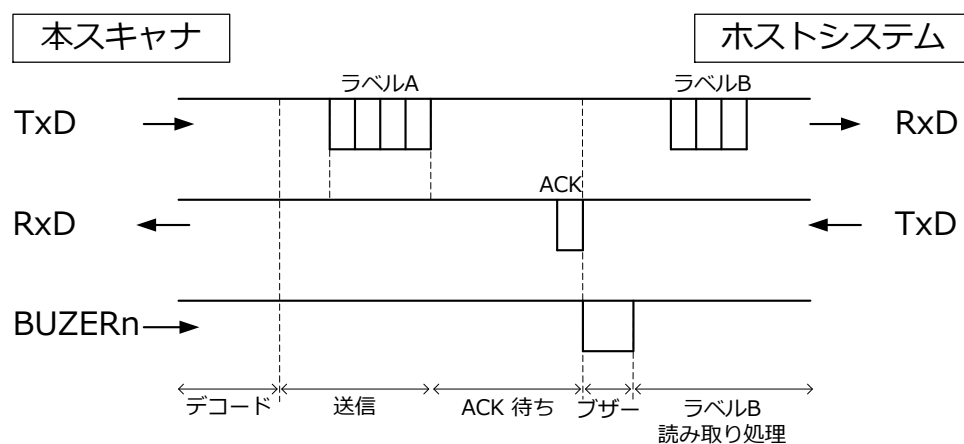 本スキャナ
ホストシステム
ラベルA
ラベルB
TxD
RxD
ACK
RxD
TxD
BUZERn
デコード
送信
ACK 待ち
ブザー
ラベルB
読み取り処理